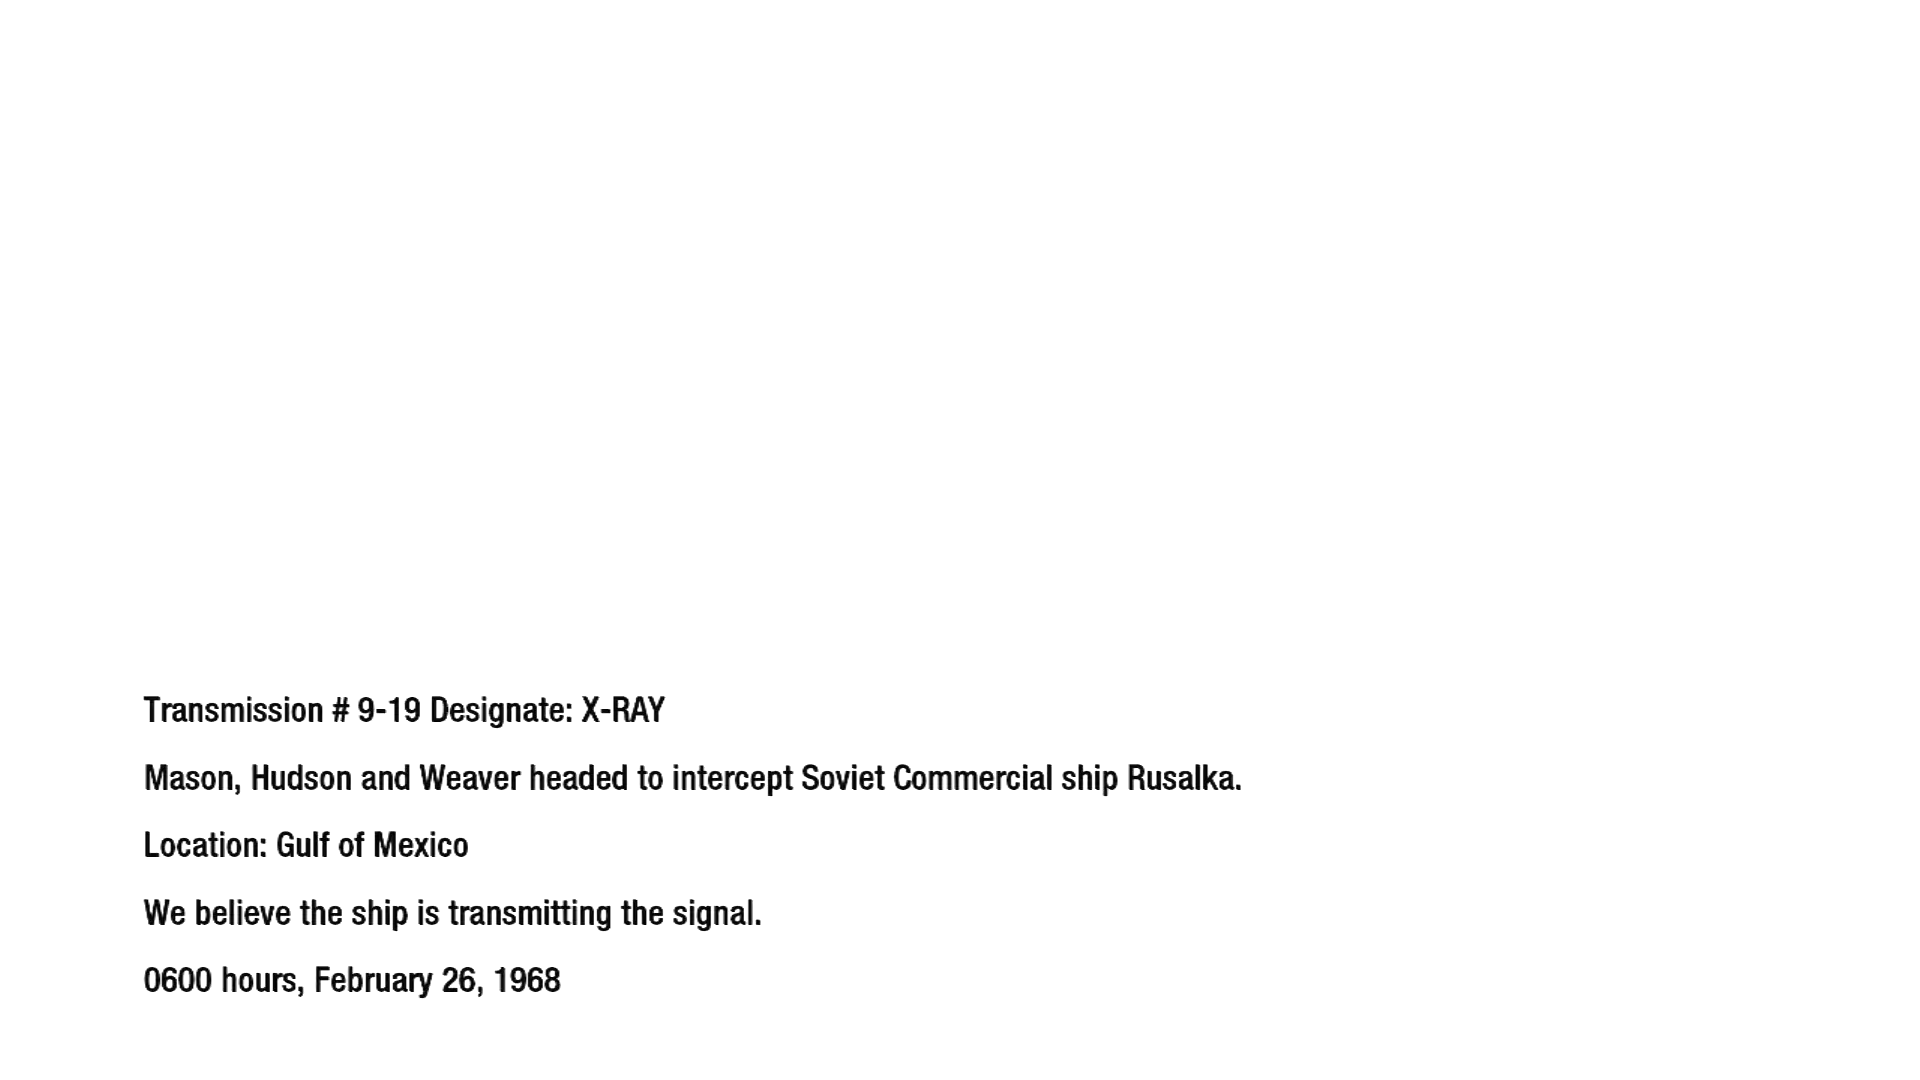 Transmission # 9-19 Designate: X-RAY
Mason, Hudson and Weaver headed to intercept Soviet Commercial ship Rusalka.
Location: Gulf of Mexico
We believe the ship is transmitting the signal.
0600 hours, February 26, 1968